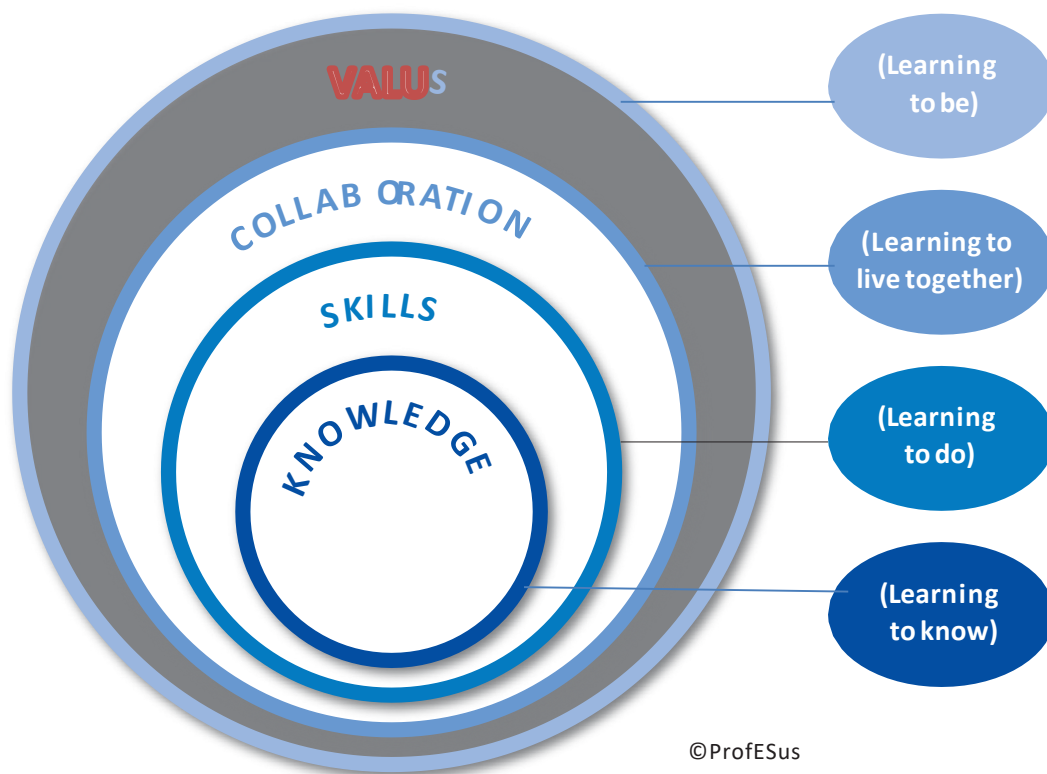 VALUS
(Learning
to be)
COLLAB ORATION
(Learning to
live together)
SKILLS
(Learning
to do)
KNOWLEDGE
(Learning
to know)
©ProfESus